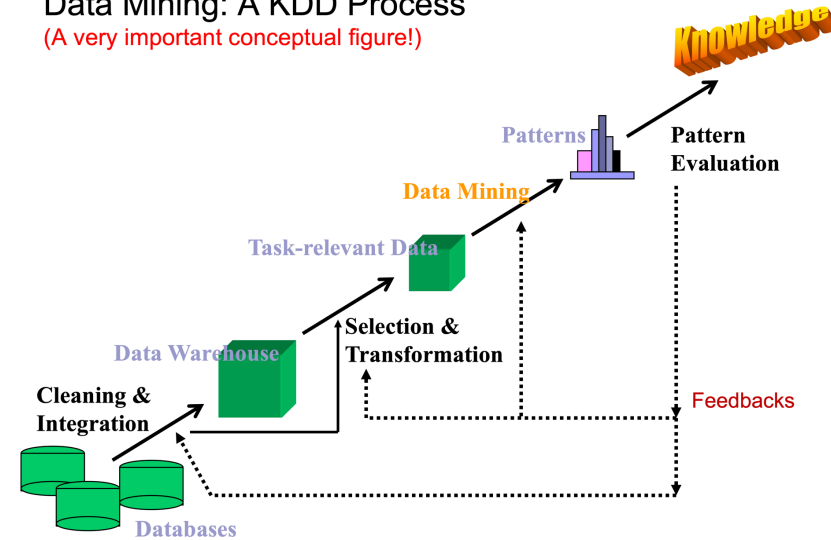 Data Mining: A KDD Process
(A very important conceptual figure!)
Knowledge
Patterns
Pattern
Evaluation
Data Mining
Task-relevant Data
Selection &
Transformation
Data Warehouse
Cleaning &
Integration
Feedbacks
Databases